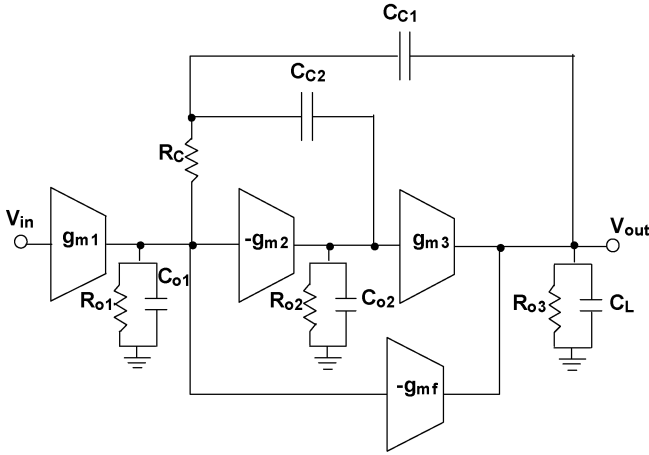 CC1
CC2
RC
Vin
gm1
-gm2
gm3
Vout
Ro1
Co1
Ro2
Co2
Ro3
CL
-gmf